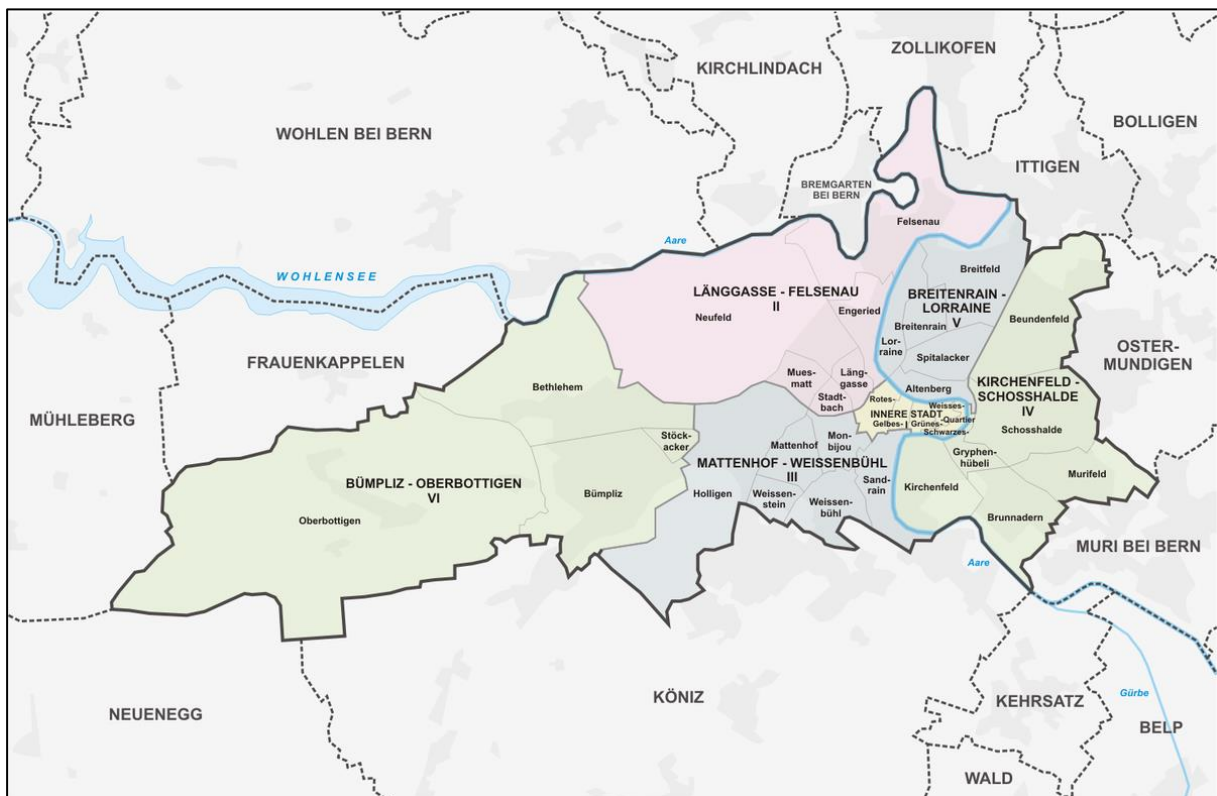 ZOLLIKOFEN
KIRCHLINDACH
BOLLIGEN
WOHLEN BEI BERN
ITTIGEN
BREMGARTEN
BEI BERN
Felsenau
Aare
WOHLENSEE
Breitfeld
LÄNGGASSE - FELSENAU
II
BREITENRAIN -
LORRAINE
V
Neufeld
Engeried
Beundenfeld
Breitenrain
Lor-
raine
Spitalacker
OSTER-
MUNDIGEN
FRAUENKAPPELEN
Mues-
matt
Läng-
gasse
Bethlehem
Altenberg
KIRCHENFELD -
SCHOSSHALDE
IV
Stadt-
bach
Rotes-
Weisses-
MÜHLEBERG
INNERE STADT
I
-Quartier
Gelbes-
Grünes-
Schwarzes-
Schosshalde
Stöck-
acker
Mattenhof
Mon-
bijou
Gryphen-
hübeli
MATTENHOF - WEISSENBÜHL
III
Murifeld
BÜMPLIZ - OBERBOTTIGEN
VI
Bümpliz
Holligen
Sand-
rain
Kirchenfeld
Weissen-
stein
Weissen-
bühl
Brunnadern
Oberbottigen
MURI BEI BERN
Aare
KÖNIZ
KEHRSATZ
Gürbe
NEUENEGG
BELP
WALD